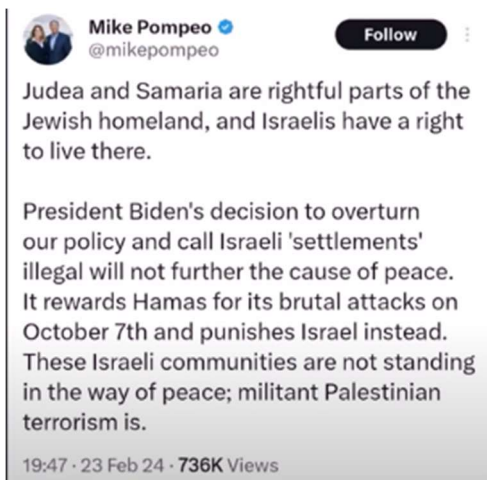 Mike Pompeo
@mikepompeo
Follow
Judea and Samaria are rightful parts of the
Jewish homeland, and Israelis have a right
to live there.
President Biden's decision to overturn
our policy and call Israeli 'settlements'
illegal will not further the cause of peace.
It rewards Hamas for its brutal attacks on
October 7th and punishes Israel instead.
These Israeli communities are not standing
in the way of peace; militant Palestinian
terrorism is.
19:47 · 23 Feb 24 · 736K Views